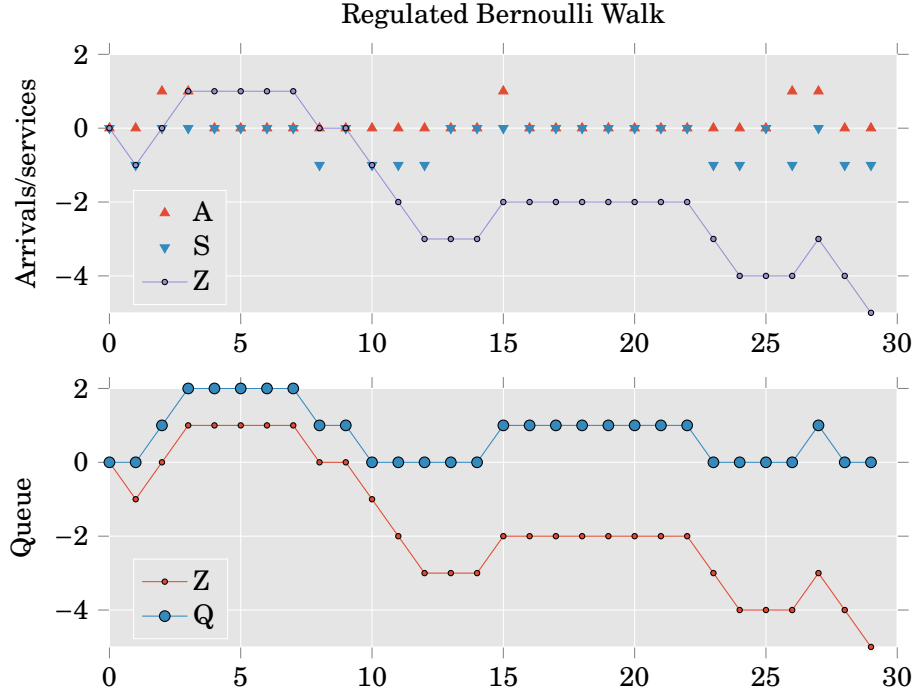 Regulated Bernoulli Walk
Arrivals/services
2
0
−2
−4
A
S
Z
0 5 10 15 20 25 30
Queue
2
0
−2
−4
Z
Q
0 5 10 15 20 25 30